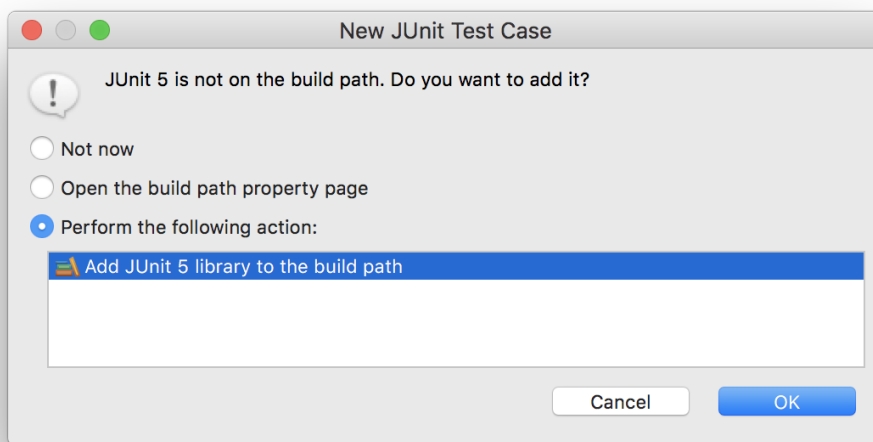 New JUnit Test Case
JUnit 5 is not on the build path. Do you want to add it?
Not now
Open the build path property page
Perform the following action:
Add JUnit 5 library to the build path
Cancel
OK